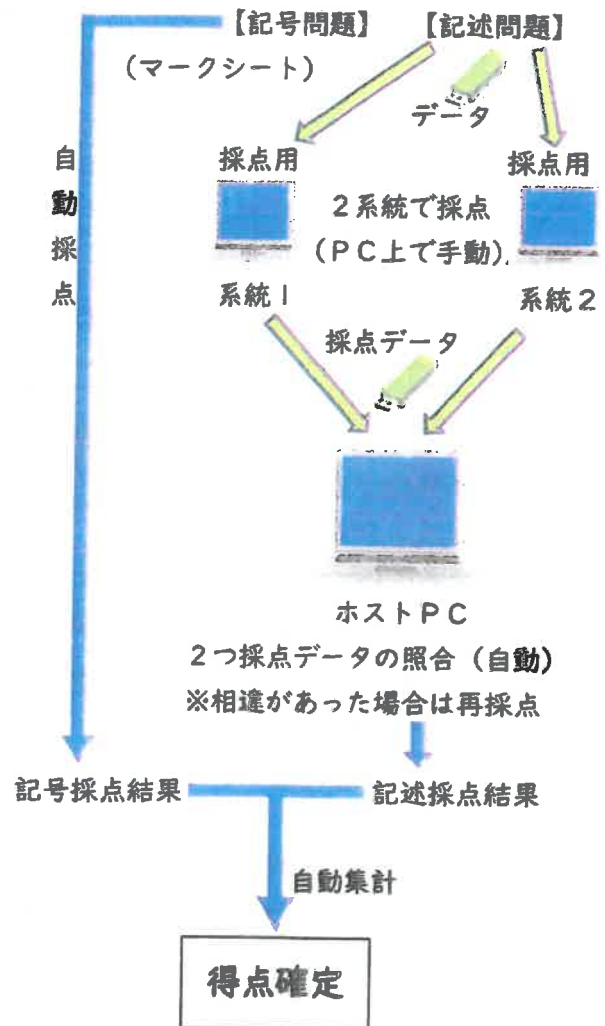 【記号問題】 【記述問題】
(マークシート)
データ
自動採点
採点用
採点用
2系統で採点
(PC上で手動)
系統1
系統2
採点データ
ホストPC
2つ採点データの照合(自動)
※相違があった場合は再採点
記号採点結果
記述採点結果
自動集計
得点確定